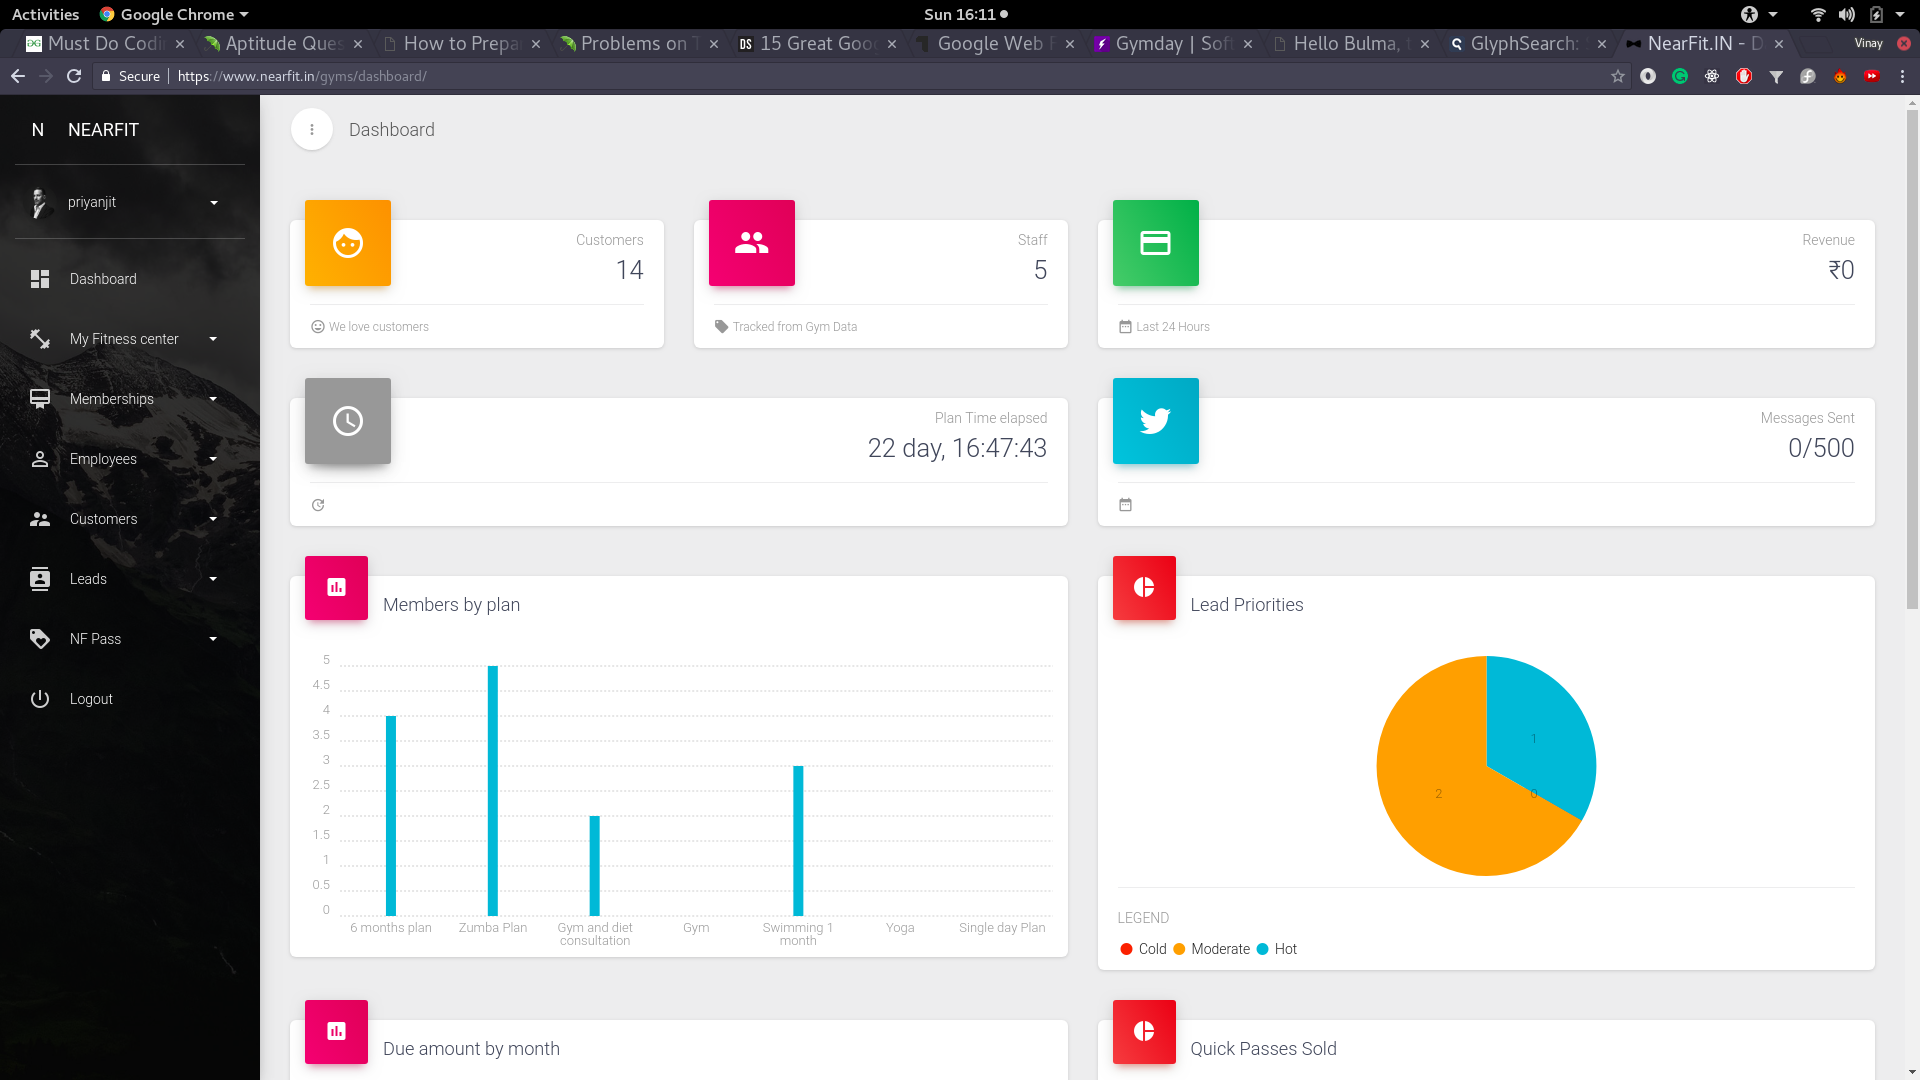 Activities Google Chrome Sun 16:11
Must Do Codi Aptitude Ques How to Prepa Problems on T 15 Great Goo Google Web F Gymday | Soft Hello Bulma, t GlyphSearch: NearFit.IN - D Vinay
Secure https://www.nearfit.in/gyms/dashboard/
N NEARFIT
priyanjit
Dashboard
My Fitness center
Memberships
Employees
Customers
Leads
NF Pass
Logout
Dashboard
Customers
14
We love customers
Staff
5
Tracked from Gym Data
Revenue
₹0
Last 24 Hours
Plan Time elapsed
22 day, 16:47:43
Messages Sent
0/500
Members by plan
5
4.5
4
3.5
3
2.5
2
1.5
1
0.5
0
6 months plan Zumba Plan Gym and diet Gym Swimming 1 Yoga Single day Plan
consultation month
Lead Priorities
1
2 0
LEGEND
Cold Moderate Hot
Due amount by month
Quick Passes Sold